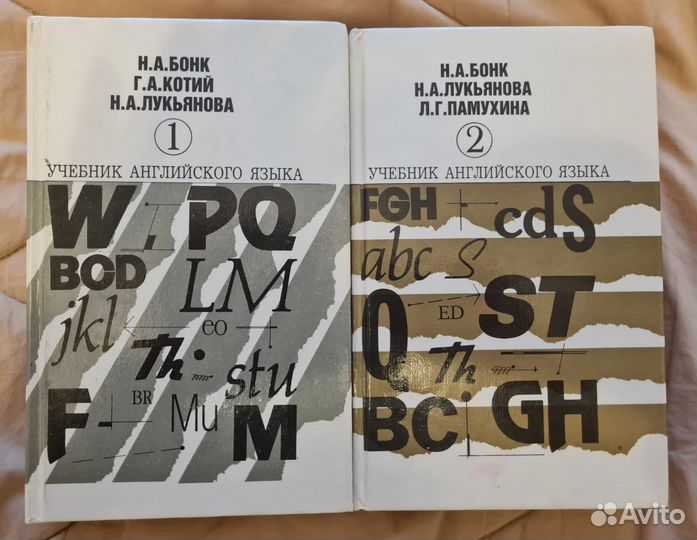 Н.А.БОНК
Г.А.КОТИЙ
Н.А.ЛУКЬЯНОВА
1
УЧЕБНИК АНГЛИЙСКОГО ЯЗЫКА
W PQ
BCD
LM
jkl
CO
Th
stu
BR
F
Mu
M
Н.А.БОНК
Н.А.ЛУКЬЯНОВА
Л.Г.ПАМУХИНА
2
УЧЕБНИК АНГЛИЙСКОГО ЯЗЫКА
FGH
cdS
abc S
ED
ST
Q
Th
BC
GH
Avito